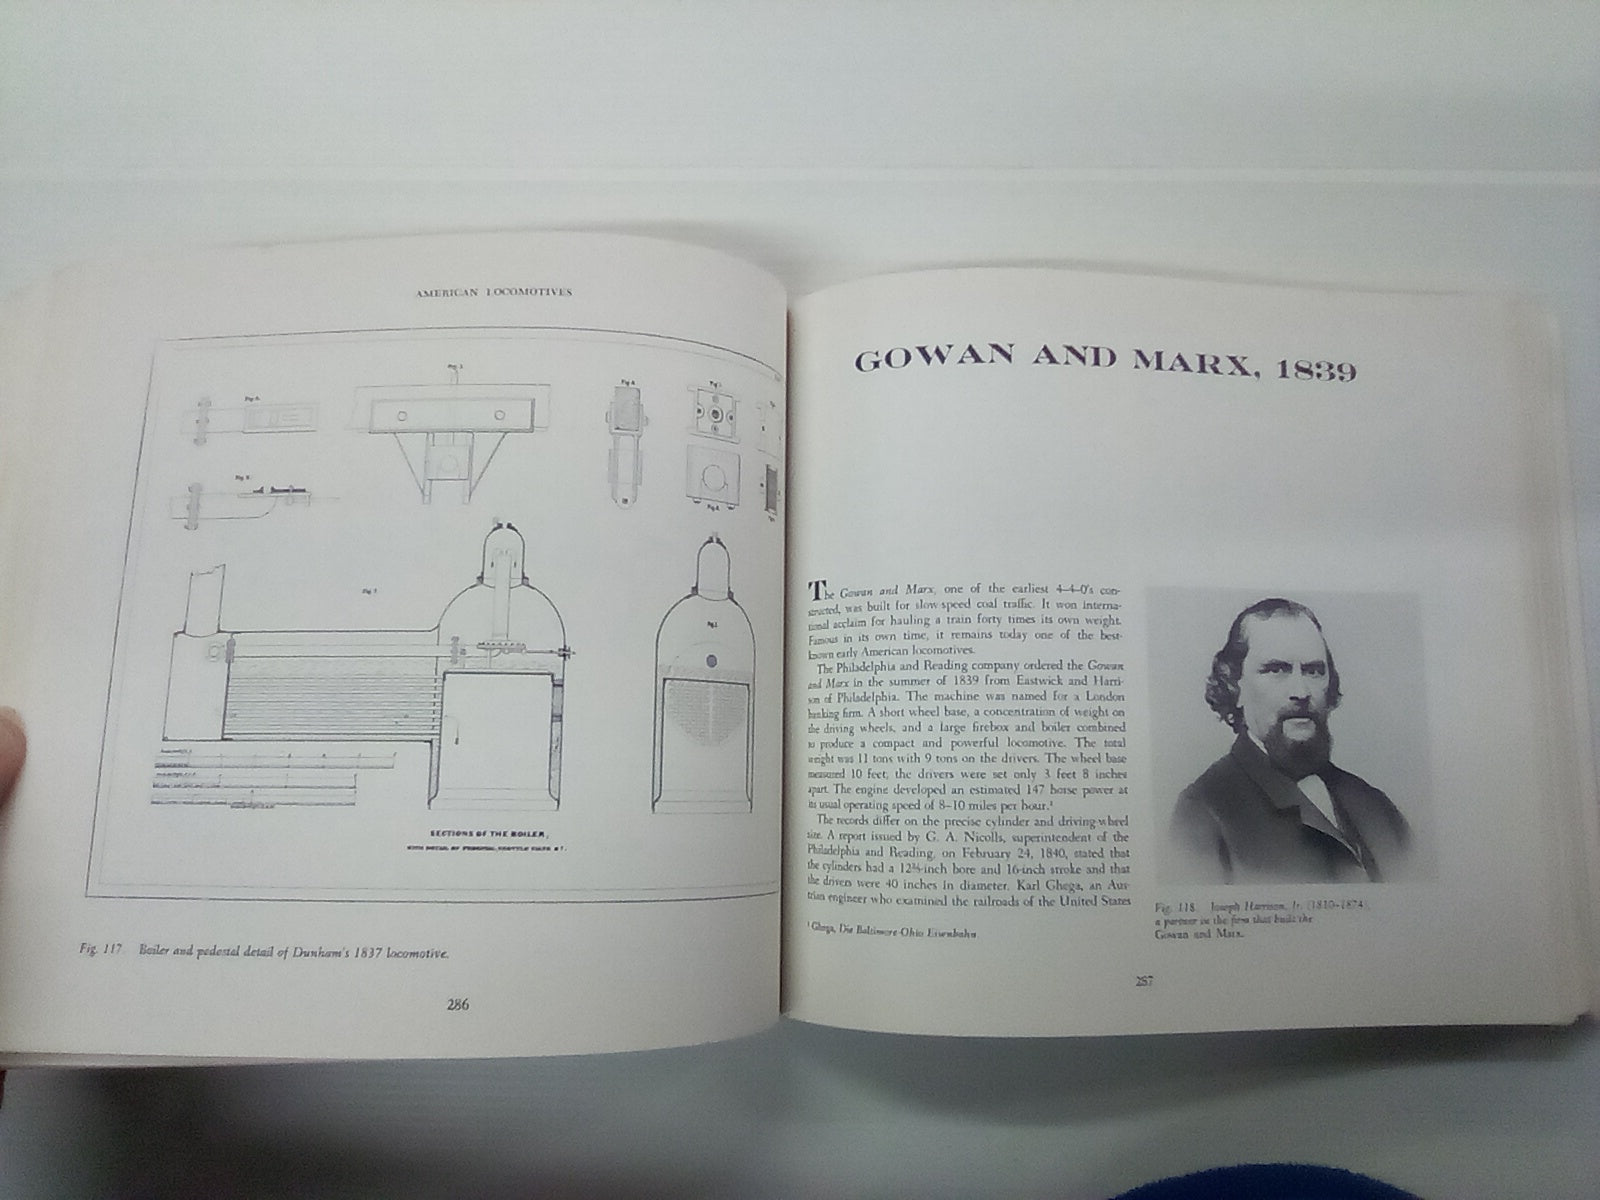 AMERICAN LOCOMOTIVES
Fig. 7
SECTIONS OF THE BOILER,
Fig. 117. Boiler and pedestal detail of Dunham's 1837 locomotive.
286
GOWAN AND MARX, 1839
The Gowan and Marx, one of the earliest 4–4–0's con-
structed, was built for slow speed coal traffic. It won interna-
tional acclaim for hauling a train forty times its own weight.
Famous in its own time, it remains today one of the best-
known early American locomotives.
The Philadelphia and Reading company ordered the Gowan
and Marx in the summer of 1839 from Eastwick and Harri-
son of Philadelphia. The machine was named for a London
banking firm. A short wheel base, a concentration of weight on
the driving wheels, and a large firebox and boiler combined
to produce a compact and powerful locomotive. The total
weight was 11 tons with 9 tons on the drivers. The wheel base
measured 10 feet, the drivers were set only 3 feet 8 inches
apart. The engine developed an estimated 147 horse power at
its usual operating speed of 8–10 miles per hour.¹
The records differ on the precise cylinder and driving-wheel
size. A report issued by G. A. Nicolls, superintendent of the
Philadelphia and Reading, on February 24, 1840, stated that
the cylinders had a bore and 16-inch stroke and that
the drivers were 40 inches in diameter. Karl Ghega, an Aus-
trian engineer who examined the railroads of the United States
¹ Ghega, Die Baltimore-Ohio Eisenbahn.
Fig. 118. Joseph Harrison, Jr. (1810–1874),
a partner in the firm that built the
Gowan and Marx.
287